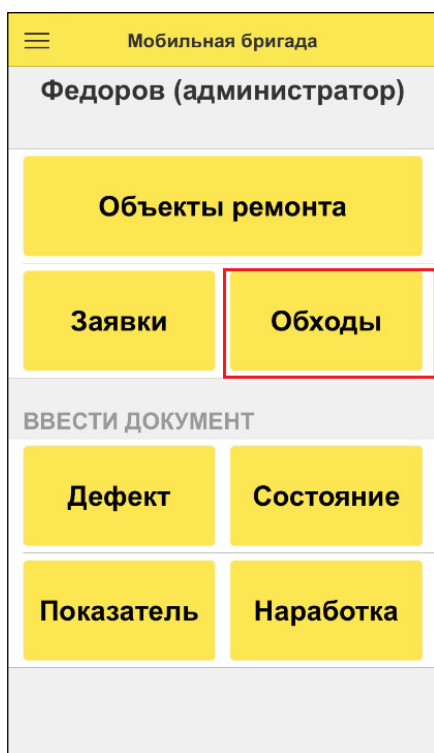 Мобильная бригада
Федоров (администратор)
Объекты ремонта
Заявки
Обходы
ВВЕСТИ ДОКУМЕНТ
Дефект
Состояние
Показатель
Наработка